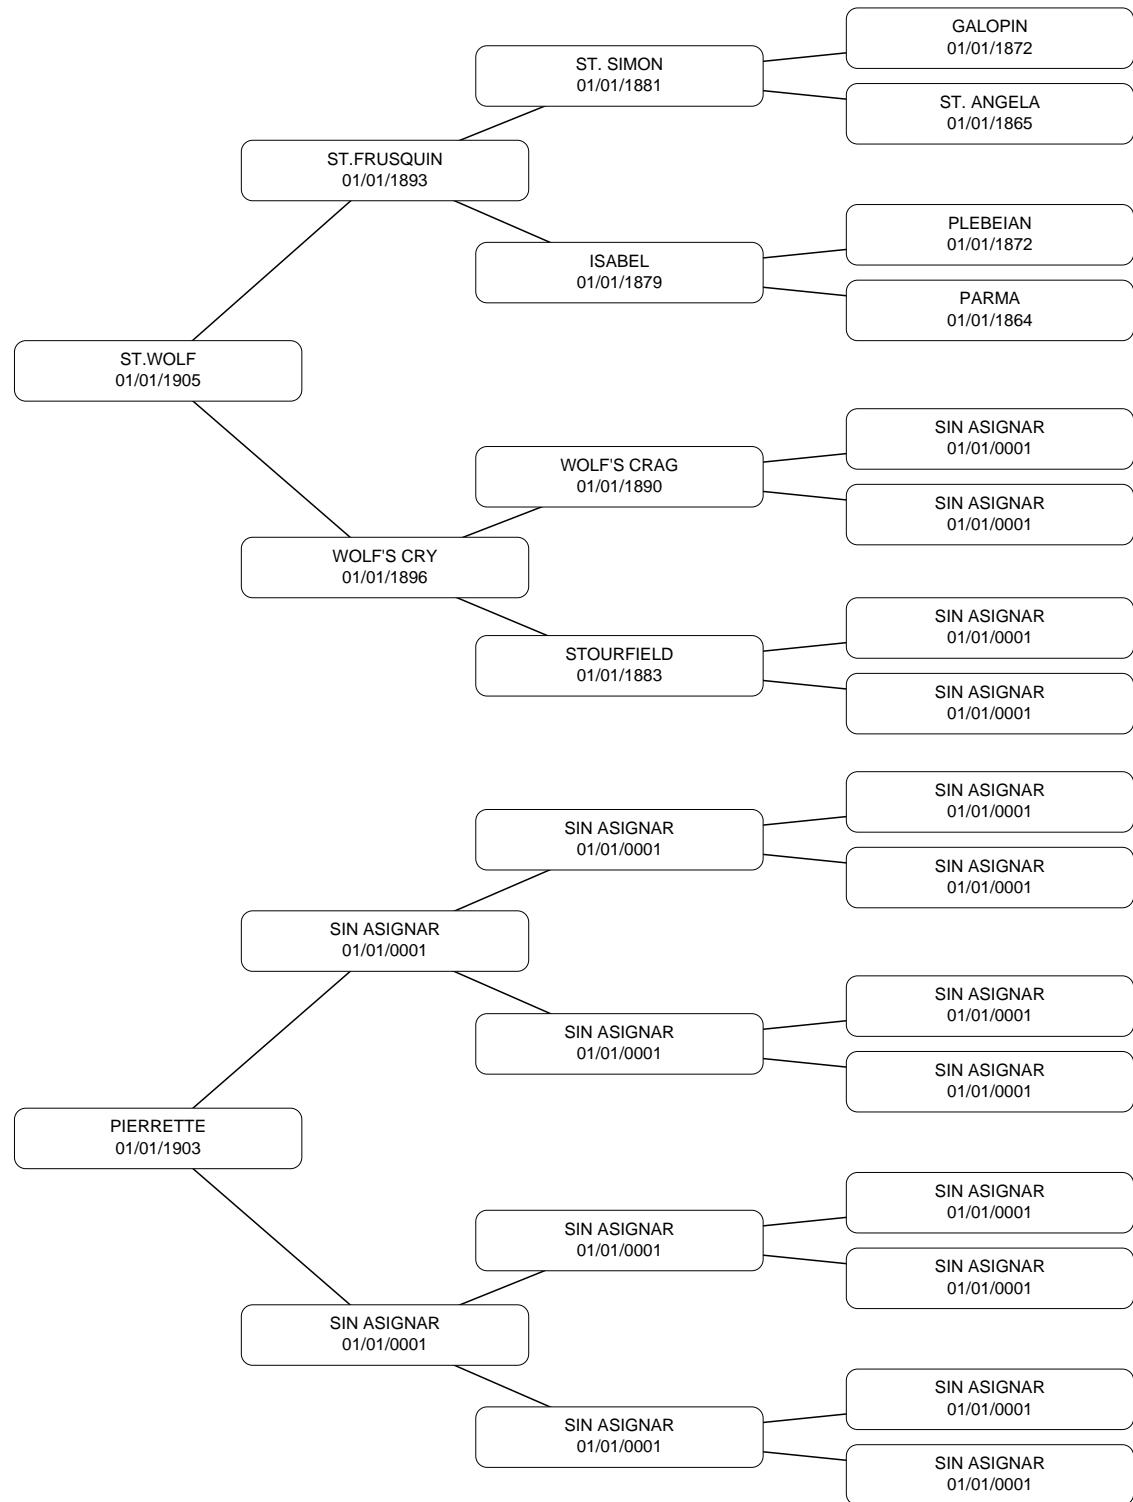 GALOPIN
01/01/1872
ST. SIMON
01/01/1881
ST. ANGELA
01/01/1865
ST.FRUSQUIN
01/01/1893
PLEBEIAN
01/01/1872
ISABEL
01/01/1879
PARMA
01/01/1864
ST.WOLF
01/01/1905
SIN ASIGNAR
01/01/0001
WOLF'S CRAG
01/01/1890
SIN ASIGNAR
01/01/0001
WOLF'S CRY
01/01/1896
SIN ASIGNAR
01/01/0001
STOURFIELD
01/01/1883
SIN ASIGNAR
01/01/0001
SIN ASIGNAR
01/01/0001
SIN ASIGNAR
01/01/0001
SIN ASIGNAR
01/01/0001
SIN ASIGNAR
01/01/0001
SIN ASIGNAR
01/01/0001
SIN ASIGNAR
01/01/0001
SIN ASIGNAR
01/01/0001
PIERRETTE
01/01/1903
SIN ASIGNAR
01/01/0001
SIN ASIGNAR
01/01/0001
SIN ASIGNAR
01/01/0001
SIN ASIGNAR
01/01/0001
SIN ASIGNAR
01/01/0001
SIN ASIGNAR
01/01/0001
SIN ASIGNAR
01/01/0001